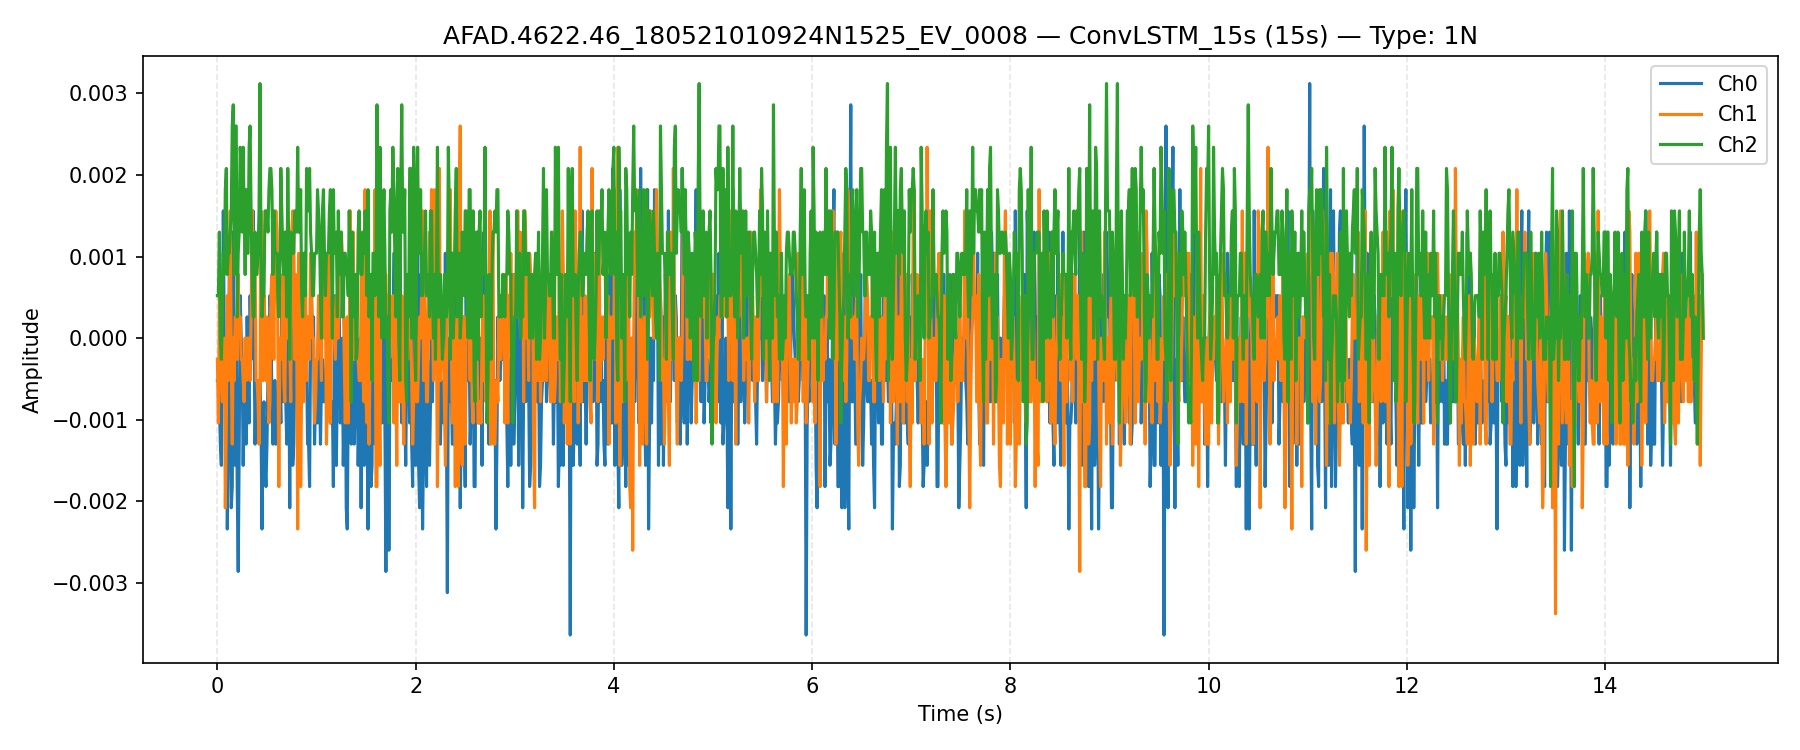 AFAD.4622.46_180521010924N1525_EV_0008 — ConvLSTM_15s (15s) — Type: 1N
Ch0
Ch1
Ch2
0.003
0.002
0.001
0.000
−0.001
−0.002
−0.003
Amplitude
0 2 4 6 8 10 12 14
Time (s)